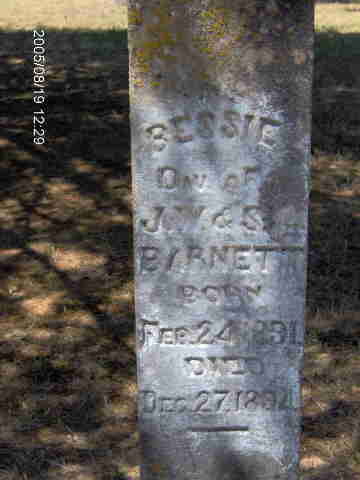 2005/08/19 12:29
BESSIE
DAU OF
J.W. & S.
BARNETT
BORN
FEB. 24, 1891.
DIED
DEC. 27, 1894.